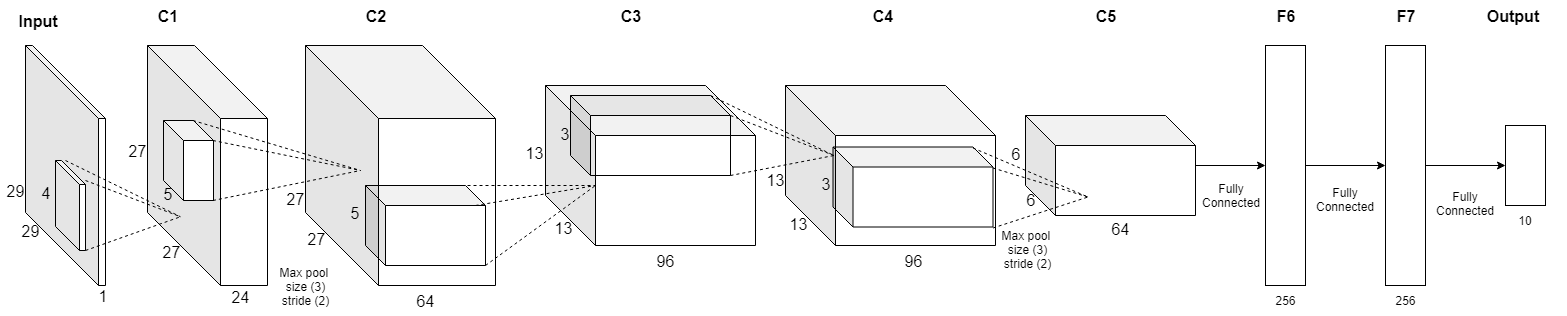 Input
C1
C2
C3
C4
C5
F6
F7
Output
29
29
4
1
27
27
5
24
Max pool
size (3)
stride (2)
27
27
5
64
13
13
3
96
13
13
3
96
Max pool
size (3)
stride (2)
6
6
64
Fully
Connected
256
Fully
Connected
256
Fully
Connected
10